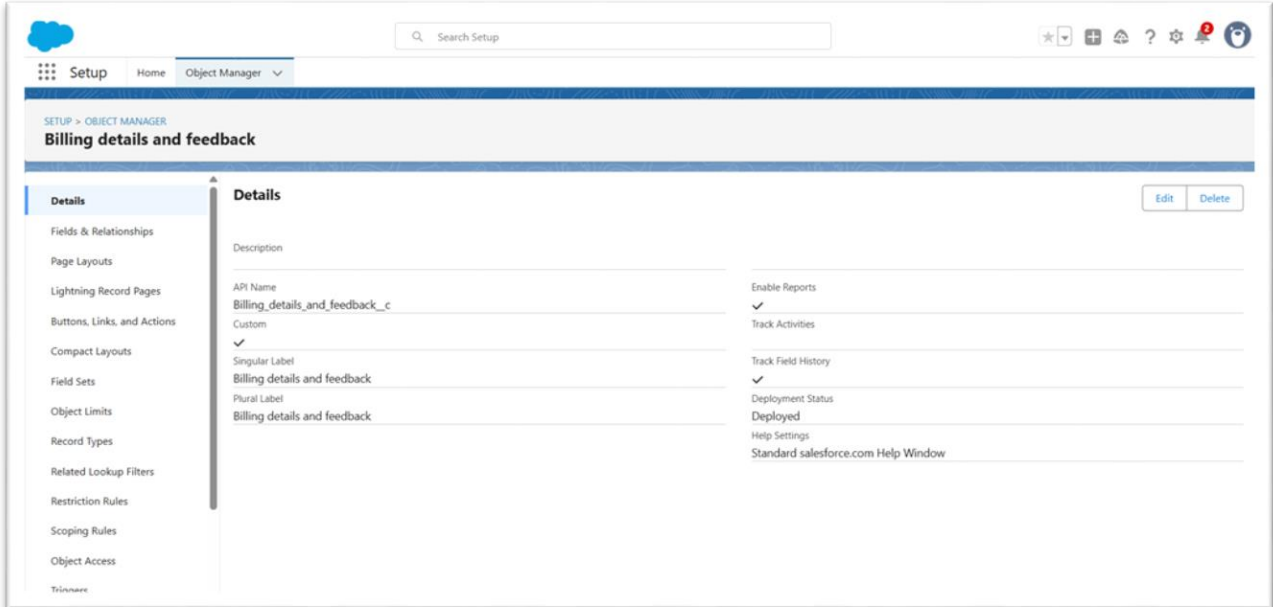 Search Setup
2
Setup
Home
Object Manager
SETUP > OBJECT MANAGER
Billing details and feedback
Details
Fields & Relationships
Page Layouts
Lightning Record Pages
Buttons, Links, and Actions
Compact Layouts
Field Sets
Object Limits
Record Types
Related Lookup Filters
Restriction Rules
Scoping Rules
Object Access
Triggers
Details
Edit
Delete
Description
API Name
Billing_details_and_feedback__c
Custom
Singular Label
Billing details and feedback
Plural Label
Billing details and feedback
Enable Reports
Track Activities
Track Field History
Deployment Status
Deployed
Help Settings
Standard salesforce.com Help Window